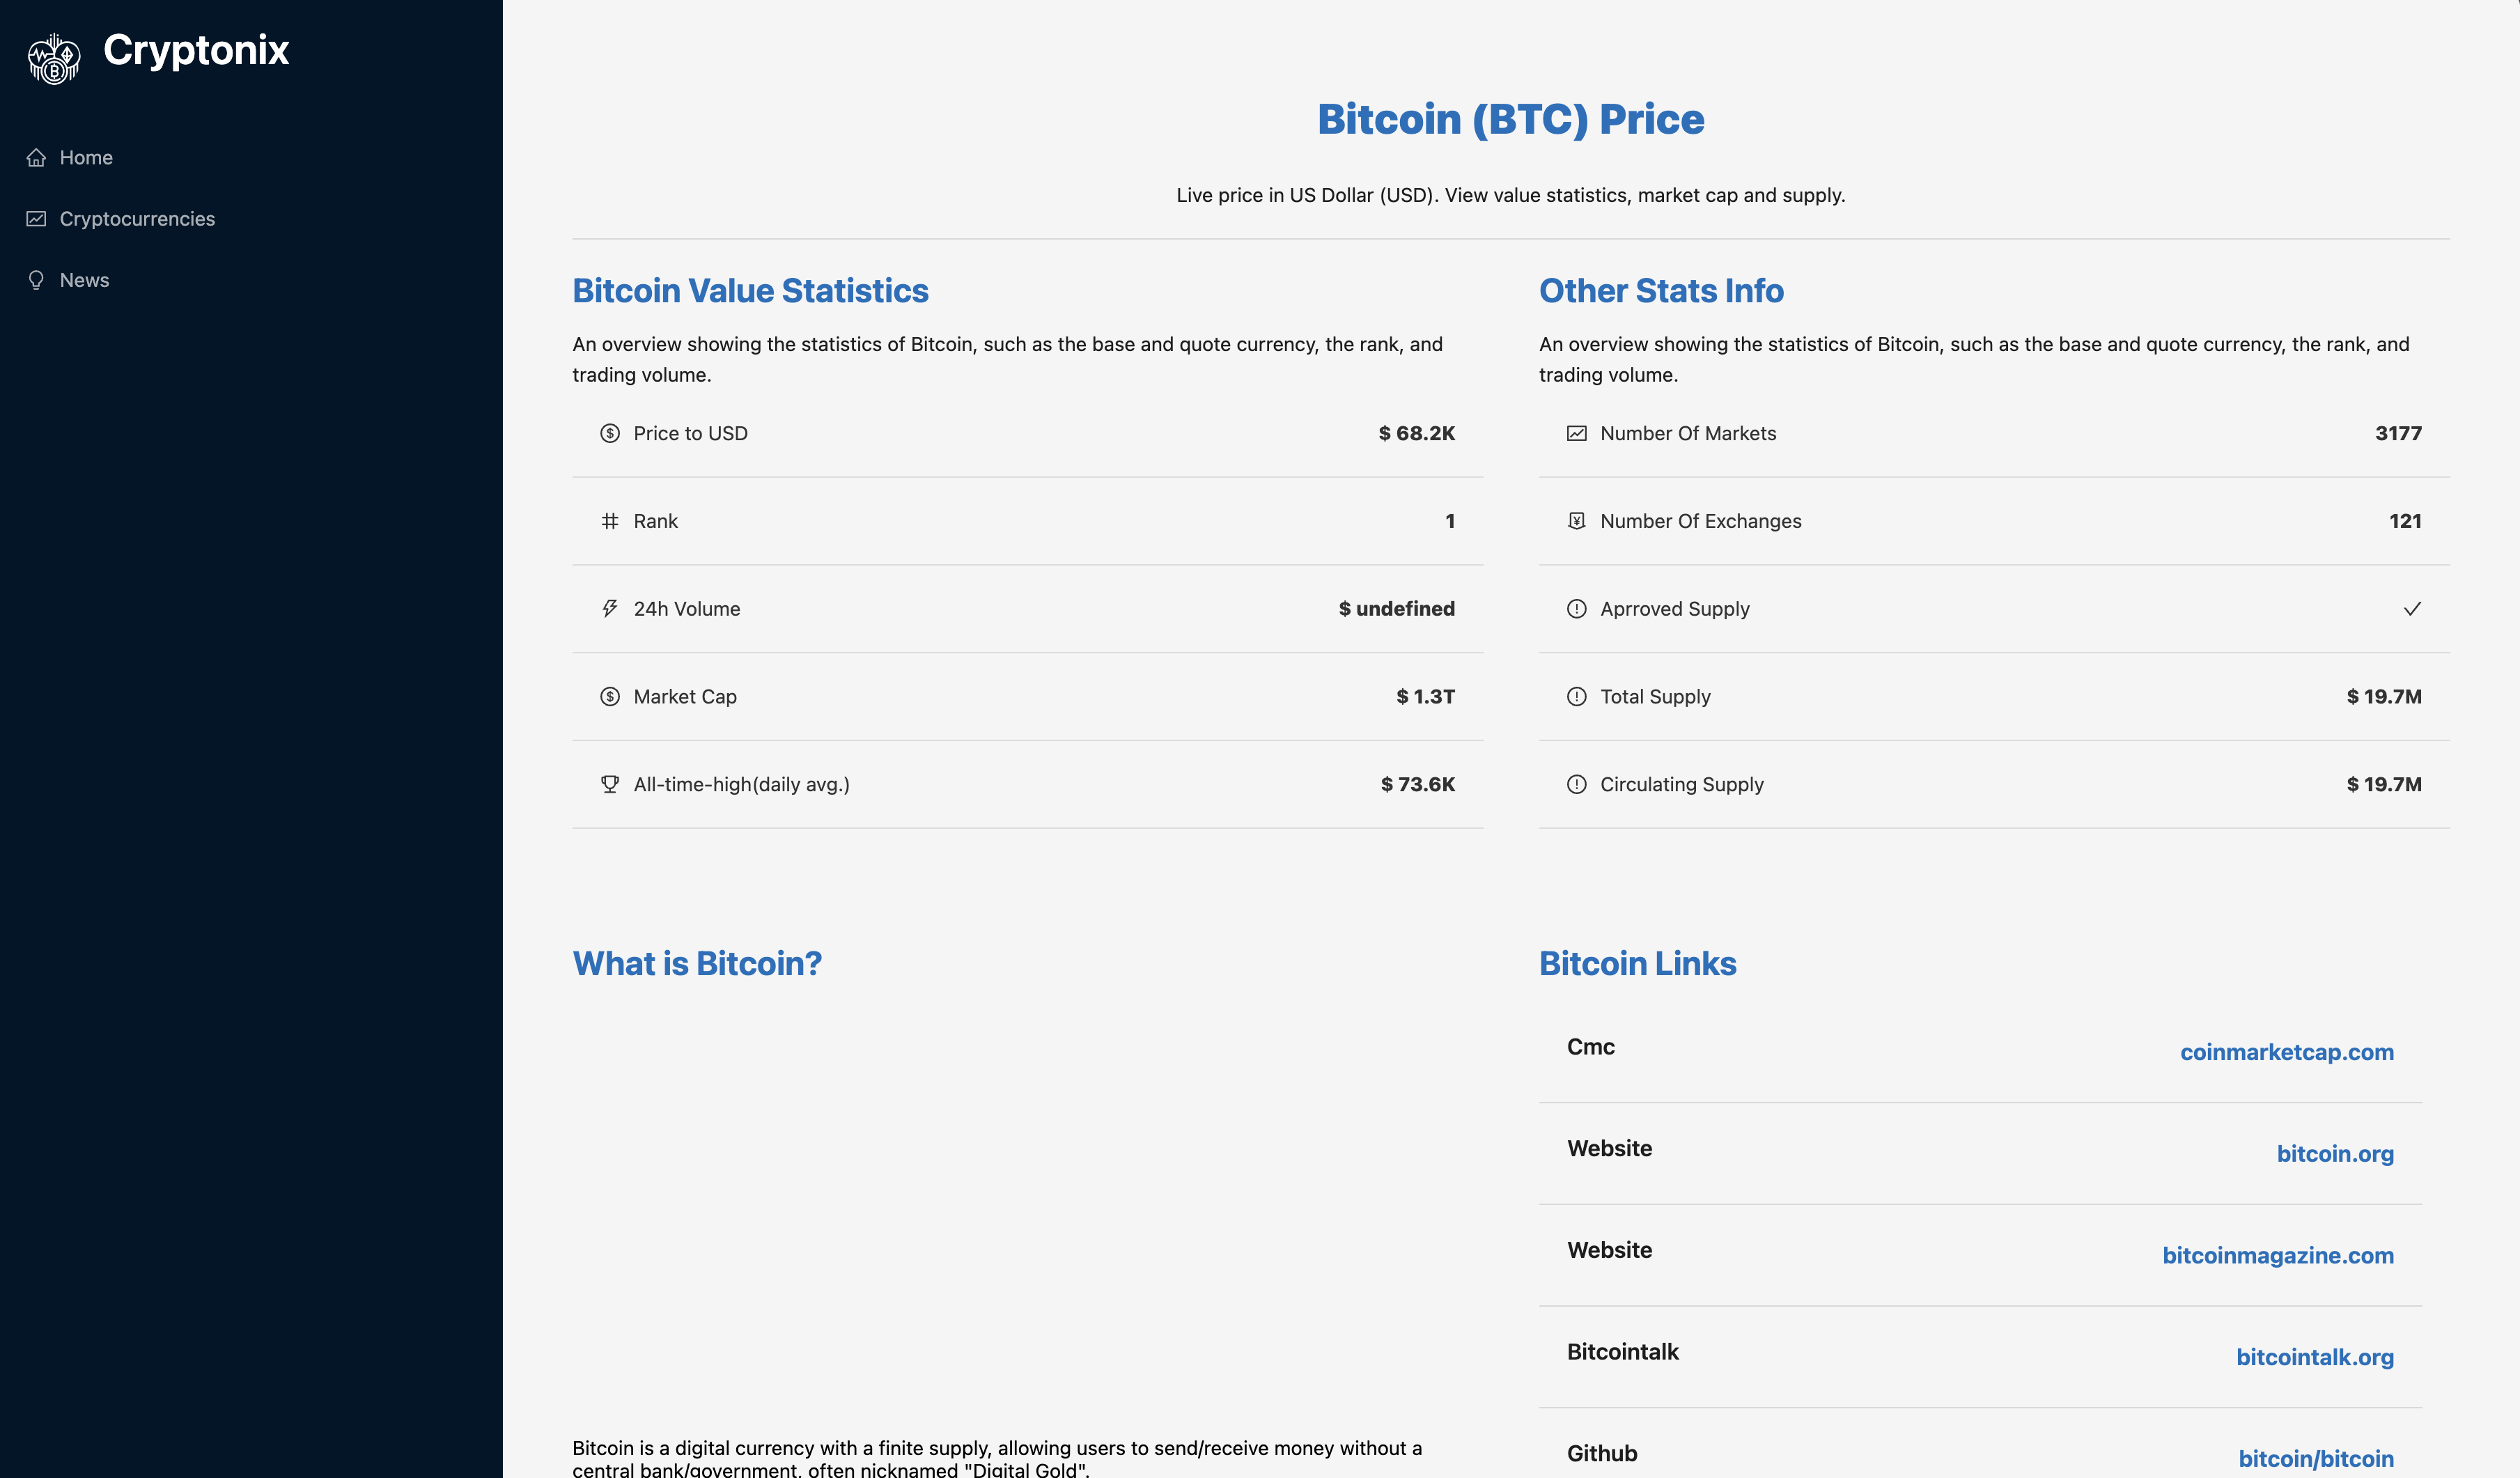 Cryptonix
Home
Cryptocurrencies
News
Bitcoin (BTC) Price
Live price in US Dollar (USD). View value statistics, market cap and supply.
Bitcoin Value Statistics
An overview showing the statistics of Bitcoin, such as the base and quote currency, the rank, and
trading volume.
Price to USD $ 68.2K
Rank 1
24h Volume $ undefined
Market Cap $ 1.3T
All-time-high(daily avg.) $ 73.6K
Other Stats Info
An overview showing the statistics of Bitcoin, such as the base and quote currency, the rank, and
trading volume.
Number Of Markets 3177
Number Of Exchanges 121
Aprroved Supply
Total Supply $ 19.7M
Circulating Supply $ 19.7M
What is Bitcoin?
Bitcoin is a digital currency with a finite supply, allowing users to send/receive money without a
central bank/government, often nicknamed "Digital Gold".
Bitcoin Links
Cmc coinmarketcap.com
Website bitcoin.org
Website bitcoinmagazine.com
Bitcointalk bitcointalk.org
Github bitcoin/bitcoin